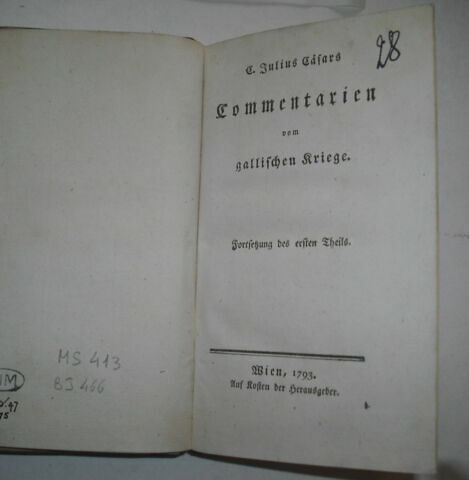 MS 413
BJ 466
28
C. Julius Cäsars
Commentarien
vom
gallischen Kriege.
Fortsetzung des ersten Theils.
Wien, 1793.
Auf Kosten der Herausgeber.